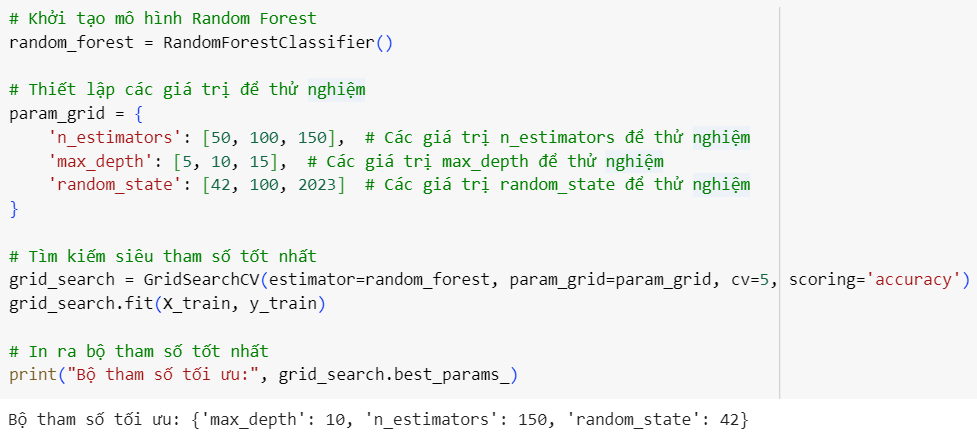 # Khởi tạo mô hình Random Forest
random_forest = RandomForestClassifier()
# Thiết lập các giá trị để thử nghiệm
param_grid = {
    'n_estimators': [50, 100, 150],  # Các giá trị n_estimators để thử nghiệm
    'max_depth': [5, 10, 15],  # Các giá trị max_depth để thử nghiệm
    'random_state': [42, 100, 2023]  # Các giá trị random_state để thử nghiệm
}
# Tìm kiếm siêu tham số tốt nhất
grid_search = GridSearchCV(estimator=random_forest, param_grid=param_grid, cv=5, scoring='accuracy')
grid_search.fit(X_train, y_train)
# In ra bộ tham số tốt nhất
print("Bộ tham số tối ưu:", grid_search.best_params_)
Bộ tham số tối ưu: {'max_depth': 10, 'n_estimators': 150, 'random_state': 42}